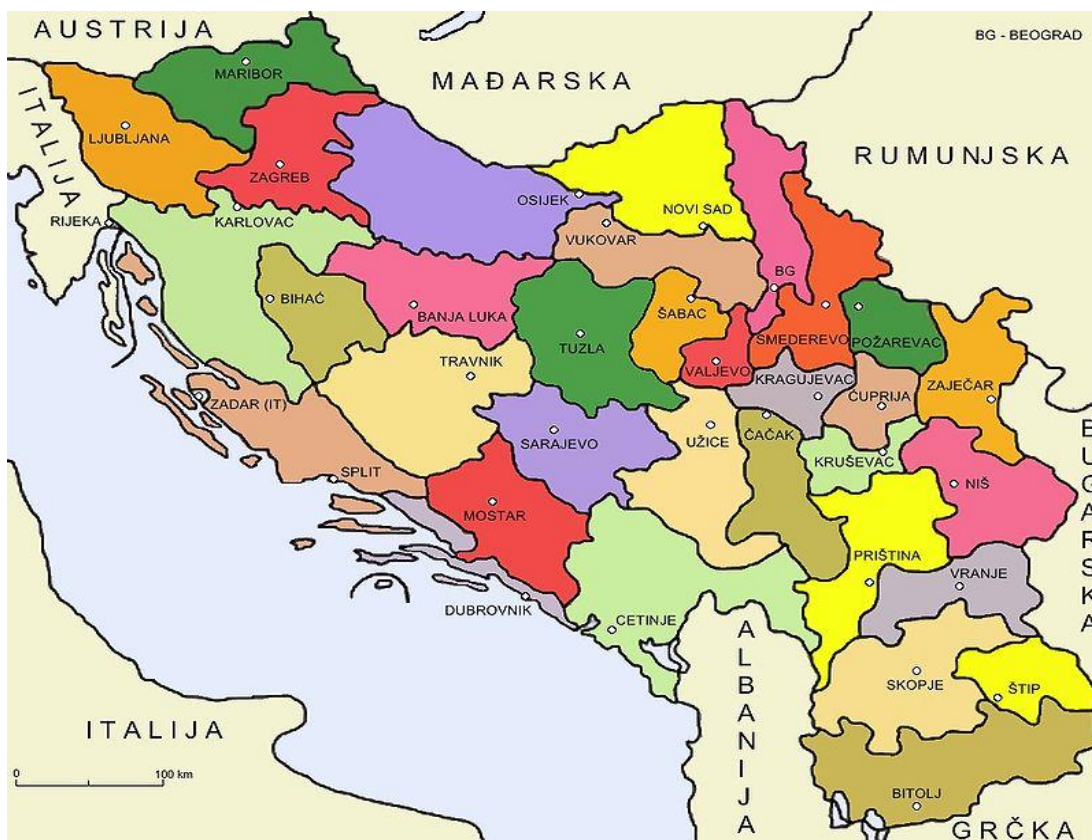 AUSTRIJA
BG - BEOGRAD
MARIBOR
MAĐARSKA
ITALIJA
LJUBLJANA
ZAGREB
RUMUNJSKA
OSIJEK
RIJEKA
KARLOVAC
NOVI SAD
VUKOVAR
BG
BIHAĆ
BANJA LUKA
ŠABAC
SMEDEREVO
POŽAREVAC
TUZLA
TRAVNIK
VALJEVO
KRAGUJEVAC
ĆUPRIJA
ZAJEČAR
ZADAR (IT)
SARAJEVO
UŽICE
ČAČAK
BUGARSKA
KRUŠEVAC
SPLIT
NIŠ
MOSTAR
PRIŠTINA
VRANJE
DUBROVNIK
CETINJE
ALBANIJA
SKOPJE
ŠTIP
ITALIJA
0 100 km
BITOLJ
GRČKA